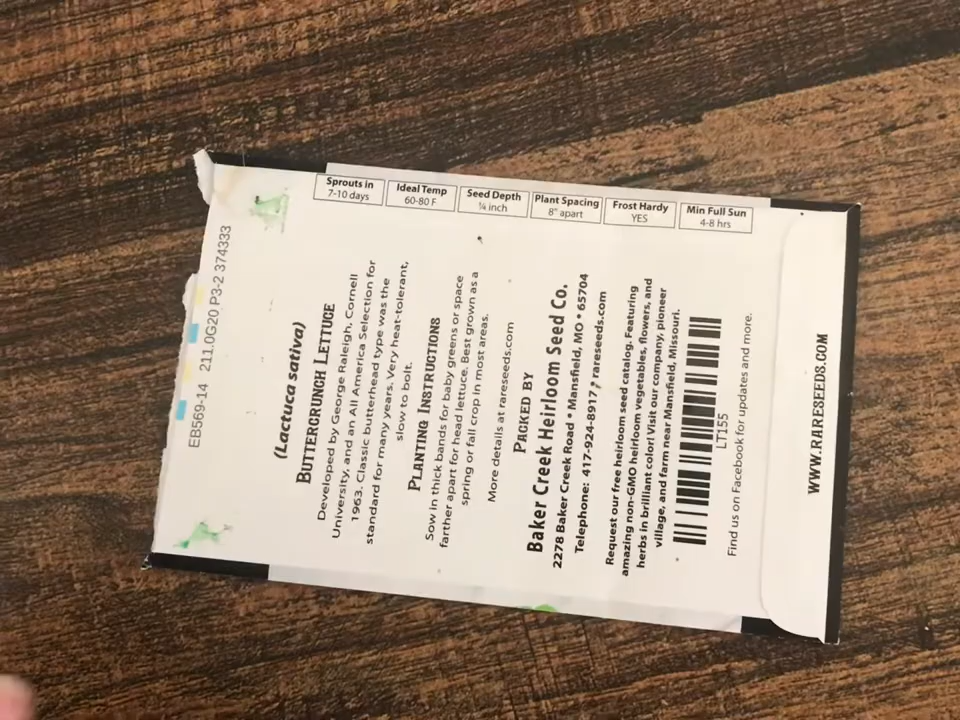 EB569-14 211.0G20 P3-2 374333
(Lactuca sativa)
Buttercrunch Lettuce
Developed by George Raleigh, Cornell
University, and an All America Selection for
1963. Classic butterhead type was the
standard for many years. Very heat-tolerant,
slow to bolt.
Planting Instructions
Sow in thick bands for baby greens or space
farther apart for head lettuce. Best grown as a
spring or fall crop in most areas.
More details at rareseeds.com
Packed by
Baker Creek Heirloom Seed Co.
2278 Baker Creek Road • Mansfield, MO • 65704
Telephone: 417-924-8917 • rareseeds.com
Request our free heirloom seed catalog. Featuring
amazing non-GMO heirloom vegetables, flowers, and
herbs in brilliant color! Visit our company, pioneer
village, and farm near Mansfield, Missouri.
LT155
Find us on Facebook for updates and more.
WWW.RARESEEDS.COM
Sprouts in
7-10 days
Ideal Temp
60-80 F
Seed Depth
¼ inch
Plant Spacing
8" apart
Frost Hardy
YES
Min Full Sun
4-8 hrs